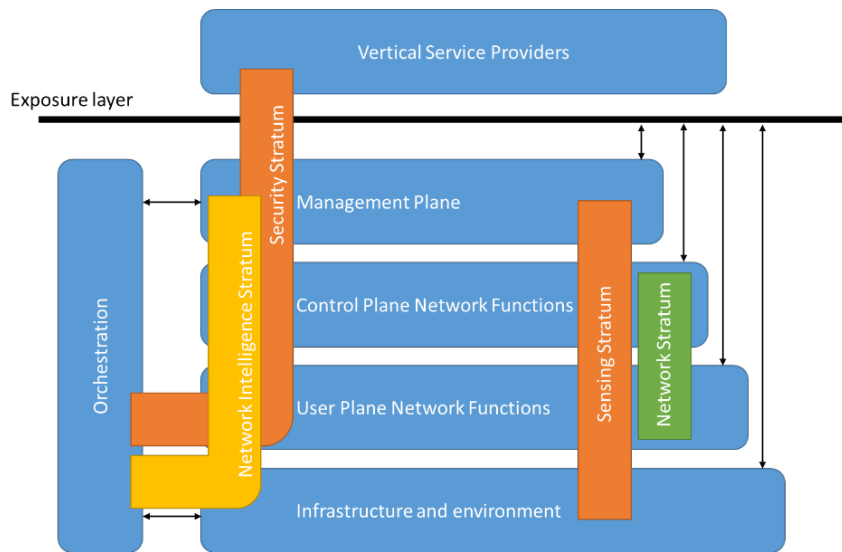 Vertical Service Providers
Exposure layer
Security Stratum
Management Plane
Network Intelligence Stratum
Orchestration
Control Plane Network Functions
Sensing Stratum
Network Stratum
User Plane Network Functions
Infrastructure and environment